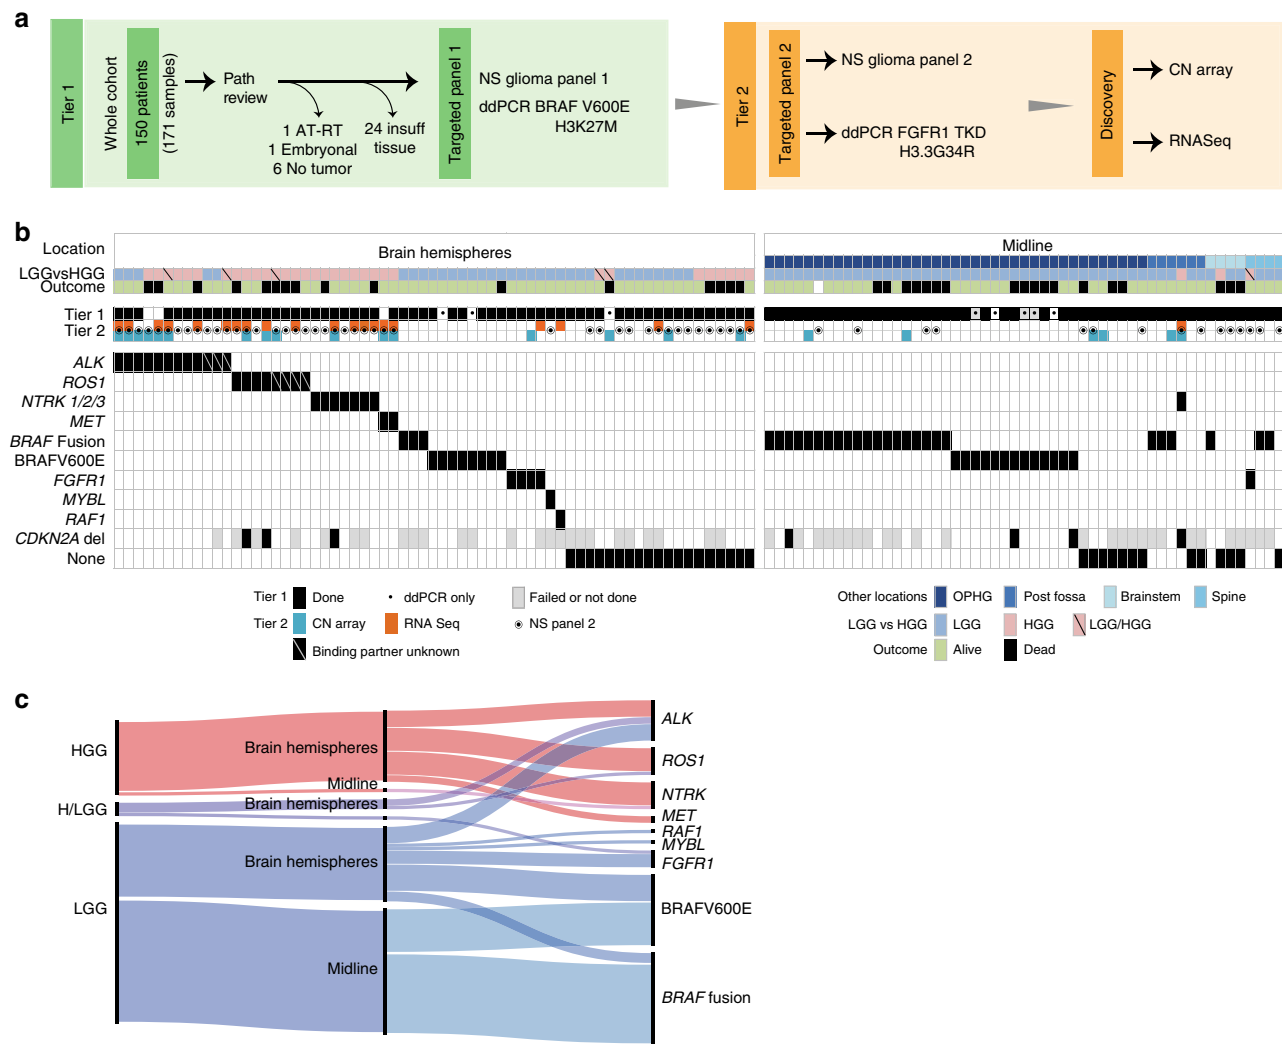 a
Tier 1
Whole cohort
150 patients
(171 samples)
Path
review
1 AT-RT
1 Embryonal
6 No tumor
24 insuff
tissue
Targeted panel 1
NS glioma panel 1
ddPCR BRAF V600E
H3K27M
Tier 2
Targeted panel 2
NS glioma panel 2
ddPCR FGFR1 TKD
H3.3G34R
Discovery
CN array
RNASeq
b
Location
Brain hemispheres
Midline
LGGvsHGG
Outcome
Tier 1
Tier 2
ALK
ROS1
NTRK 1/2/3
MET
BRAF Fusion
BRAFV600E
FGFR1
MYBL
RAF1
CDKN2A del
None
Tier 1 Done ddPCR only Failed or not done
Tier 2 CN array RNA Seq NS panel 2
Binding partner unknown
Other locations OPHG Post fossa Brainstem Spine
LGG vs HGG LGG HGG LGG/HGG
Outcome Alive Dead
c
HGG
H/LGG
LGG
Brain hemispheres
Midline
Brain hemispheres
Brain hemispheres
Midline
ALK
ROS1
NTRK
MET
RAF1
MYBL
FGFR1
BRAFV600E
BRAF fusion